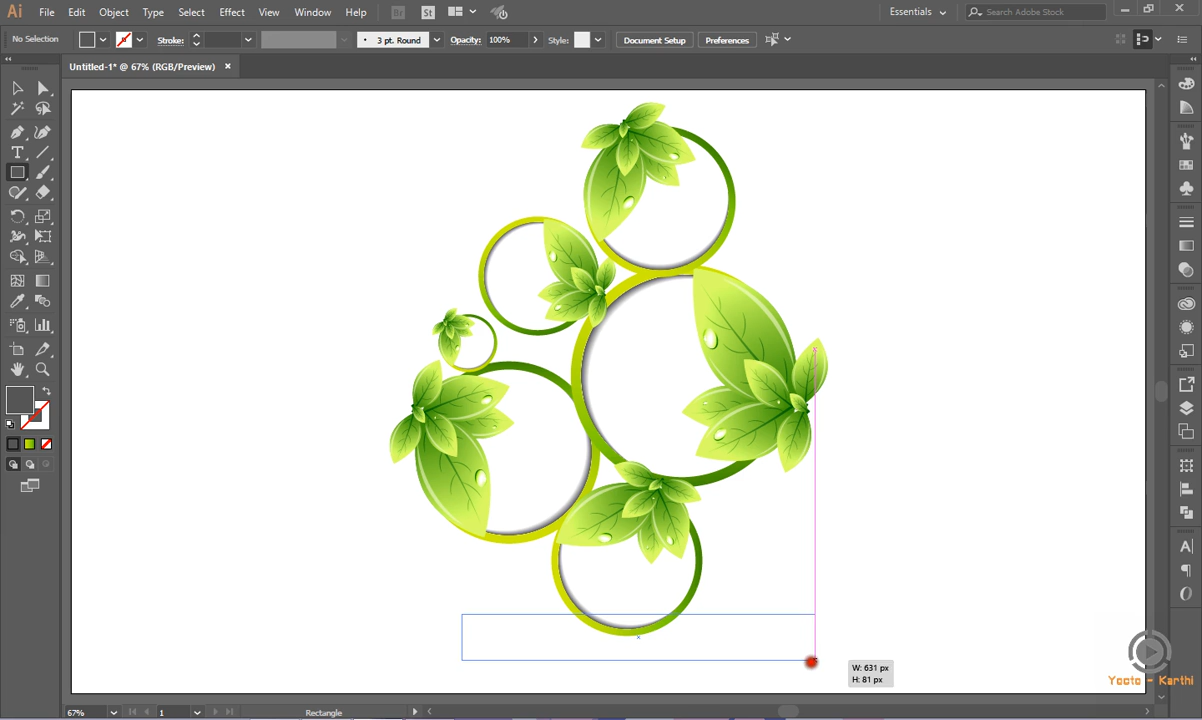 Ai File Edit Object Type Select Effect View Window Help Br St Essentials Search Adobe Stock
No Selection Stroke: 3 pt. Round Opacity: 100% Style: Document Setup Preferences
Untitled-1* @ 67% (RGB/Preview)
W: 631 px
H: 81 px
Yooto - Karthi
67% 1 Rectangle